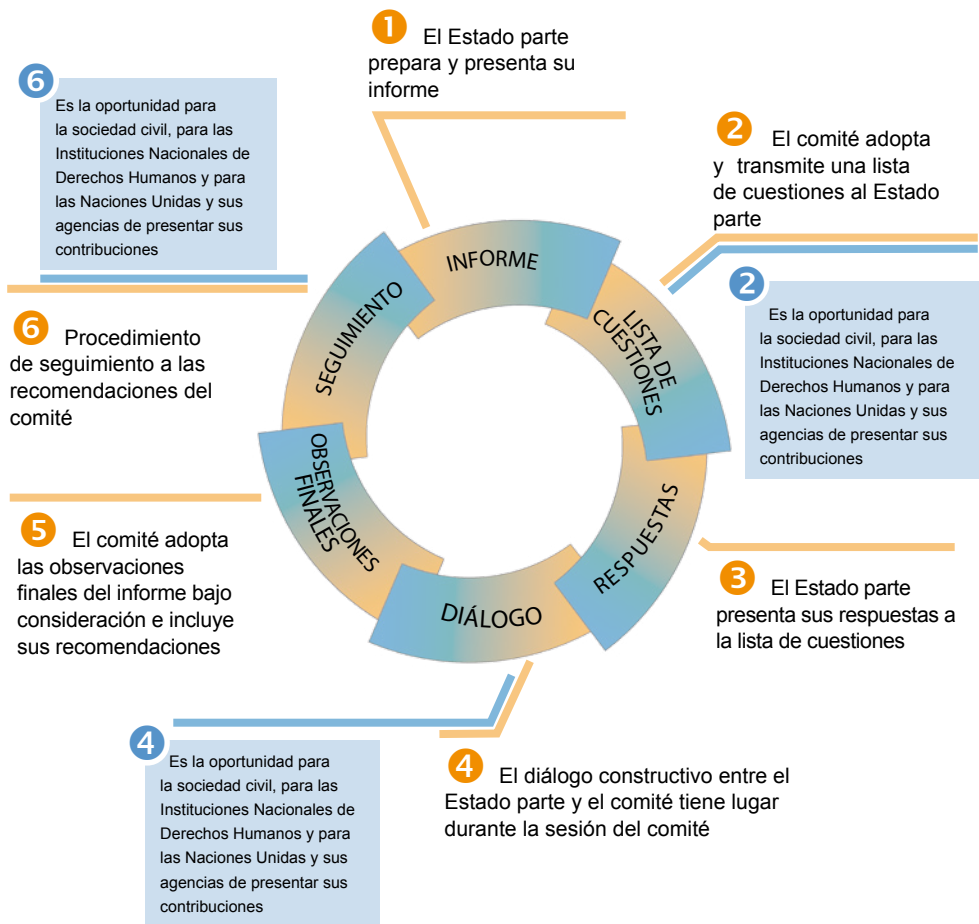 1 El Estado parte
prepara y presenta su
informe
6
Es la oportunidad para
la sociedad civil, para las
Instituciones Nacionales de
Derechos Humanos y para
las Naciones Unidas y sus
agencias de presentar sus
contribuciones
2 El comité adopta
y transmite una lista
de cuestiones al Estado
parte
INFORME
LISTA DE
CUESTIONES
RESPUESTAS
DIÁLOGO
OBSERVACIONES
FINALES
SEGUIMIENTO
2
Es la oportunidad para
la sociedad civil, para las
Instituciones Nacionales de
Derechos Humanos y para
las Naciones Unidas y sus
agencias de presentar sus
contribuciones
6 Procedimiento
de seguimiento a las
recomendaciones del
comité
5 El comité adopta
las observaciones
finales del informe bajo
consideración e incluye
sus recomendaciones
3 El Estado parte
presenta sus respuestas a
la lista de cuestiones
4
Es la oportunidad para
la sociedad civil, para las
Instituciones Nacionales de
Derechos Humanos y para
las Naciones Unidas y sus
agencias de presentar sus
contribuciones
4 El diálogo constructivo entre el
Estado parte y el comité tiene lugar
durante la sesión del comité